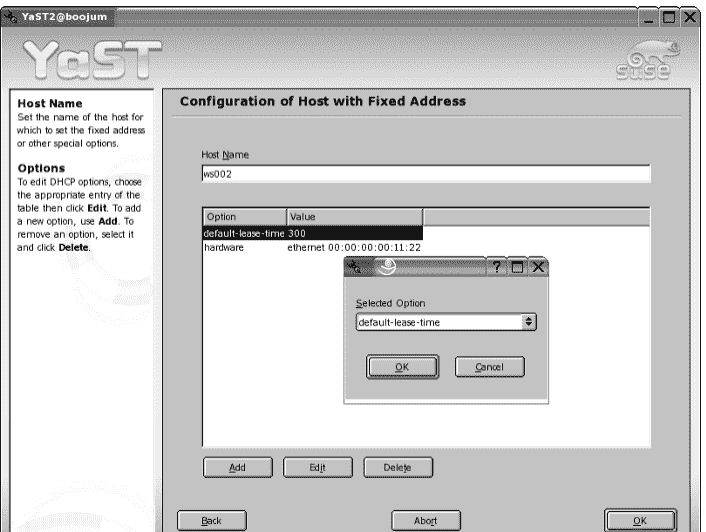 YaST2@boojum
YaST
suse
Host Name
Set the name of the host for
which to set the fixed address
or other special options.
Options
To edit DHCP options, choose
the appropriate entry of the
table then click Edit. To add
a new option, use Add. To
remove an option, select it
and click Delete.
Configuration of Host with Fixed Address
Host Name
ws002
Option Value
default-lease-time 300
hardware ethernet 00:00:00:00:11:22
?
Selected Option
default-lease-time
OK Cancel
Add Edit Delete
Back Abort OK